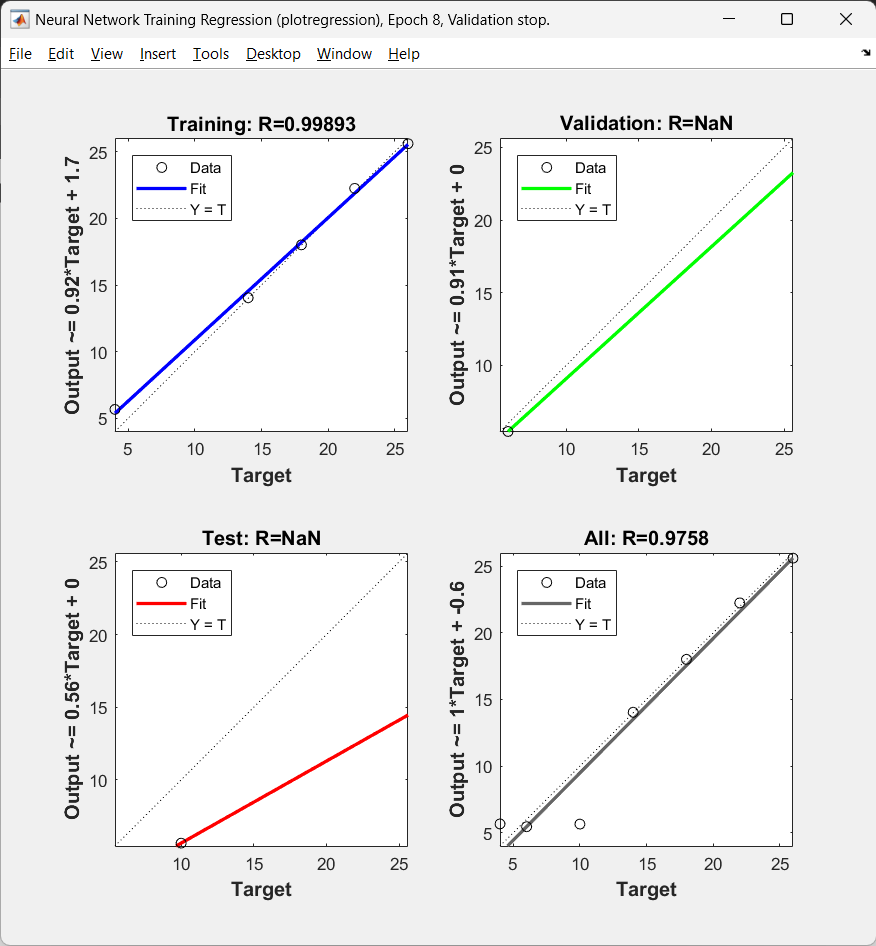 Neural Network Training Regression (plotregression), Epoch 8, Validation stop.
File Edit View Insert Tools Desktop Window Help
Training: R=0.99893
Output ~= 0.92*Target + 1.7
25
20
15
10
5
Data
Fit
Y = T
5 10 15 20 25
Target
Validation: R=NaN
Output ~= 0.91*Target + 0
25
20
15
10
Data
Fit
Y = T
10 15 20 25
Target
Test: R=NaN
Output ~= 0.56*Target + 0
25
20
15
10
Data
Fit
Y = T
10 15 20 25
Target
All: R=0.9758
Output ~= 1*Target + -0.6
25
20
15
10
5
Data
Fit
Y = T
5 10 15 20 25
Target